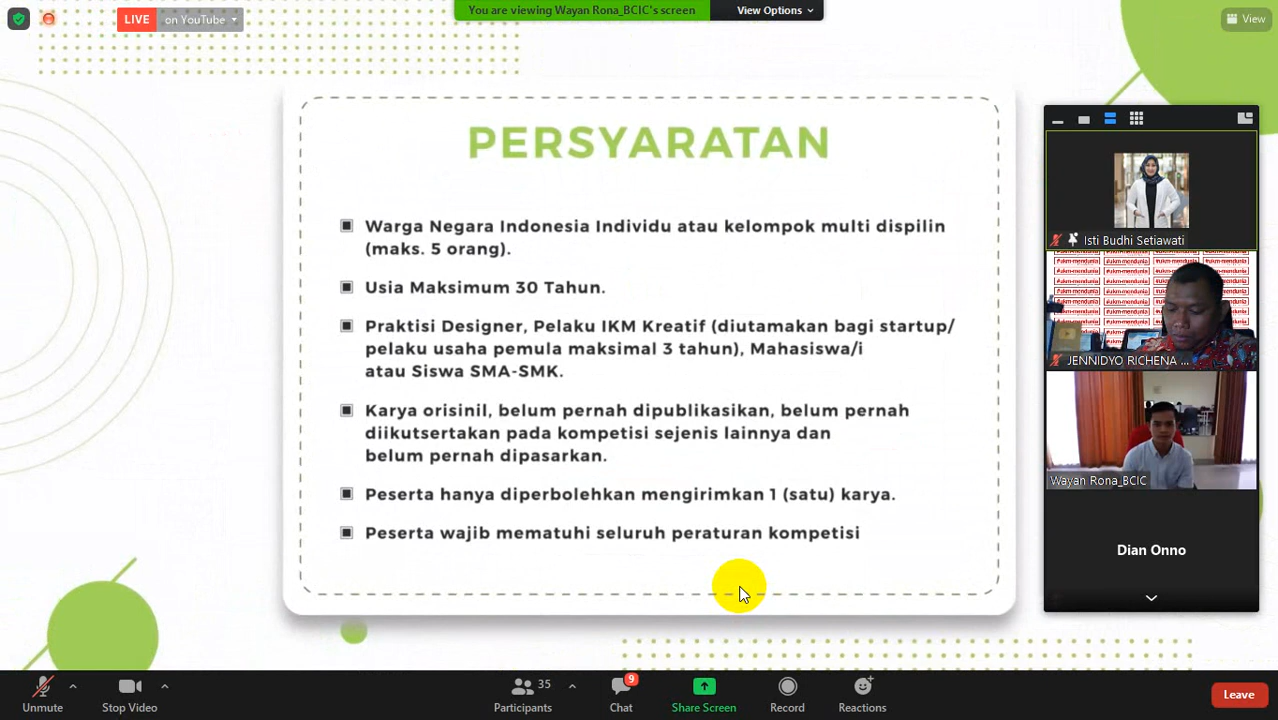 LIVE on YouTube
You are viewing Wayan Rona_BCIC's screen
View Options
View
PERSYARATAN
Warga Negara Indonesia Individu atau kelompok multi dispilin
(maks. 5 orang).
Usia Maksimum 30 Tahun.
Praktisi Designer, Pelaku IKM Kreatif (diutamakan bagi startup/
pelaku usaha pemula maksimal 3 tahun), Mahasiswa/i
atau Siswa SMA-SMK.
Karya orisinil, belum pernah dipublikasikan, belum pernah
diikutsertakan pada kompetisi sejenis lainnya dan
belum pernah dipasarkan.
Peserta hanya diperbolehkan mengirimkan 1 (satu) karya.
Peserta wajib mematuhi seluruh peraturan kompetisi
Isti Budhi Setiawati
#ukm-mendunia
JENNIDYO RICHENA ...
Wayan Rona_BCIC
Dian Onno
Unmute
Stop Video
35
Participants
9
Chat
Share Screen
Record
Reactions
Leave